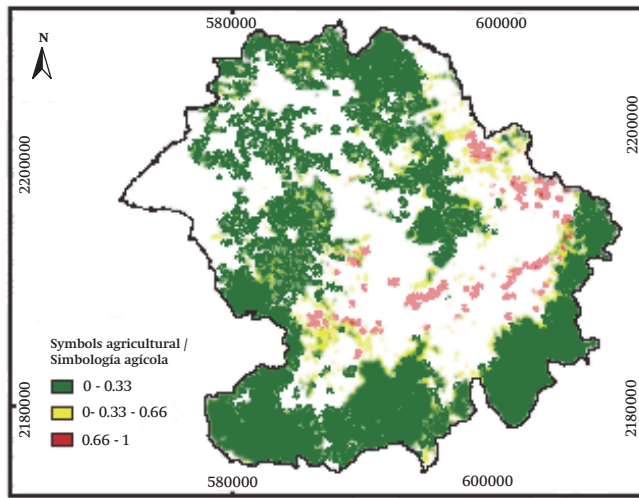 580000 600000
N
2200000 2200000
Symbols agricultural /
Simbología agícola
0 - 0.33
0- 0.33 - 0.66
0.66 - 1
2180000 2180000
580000 600000